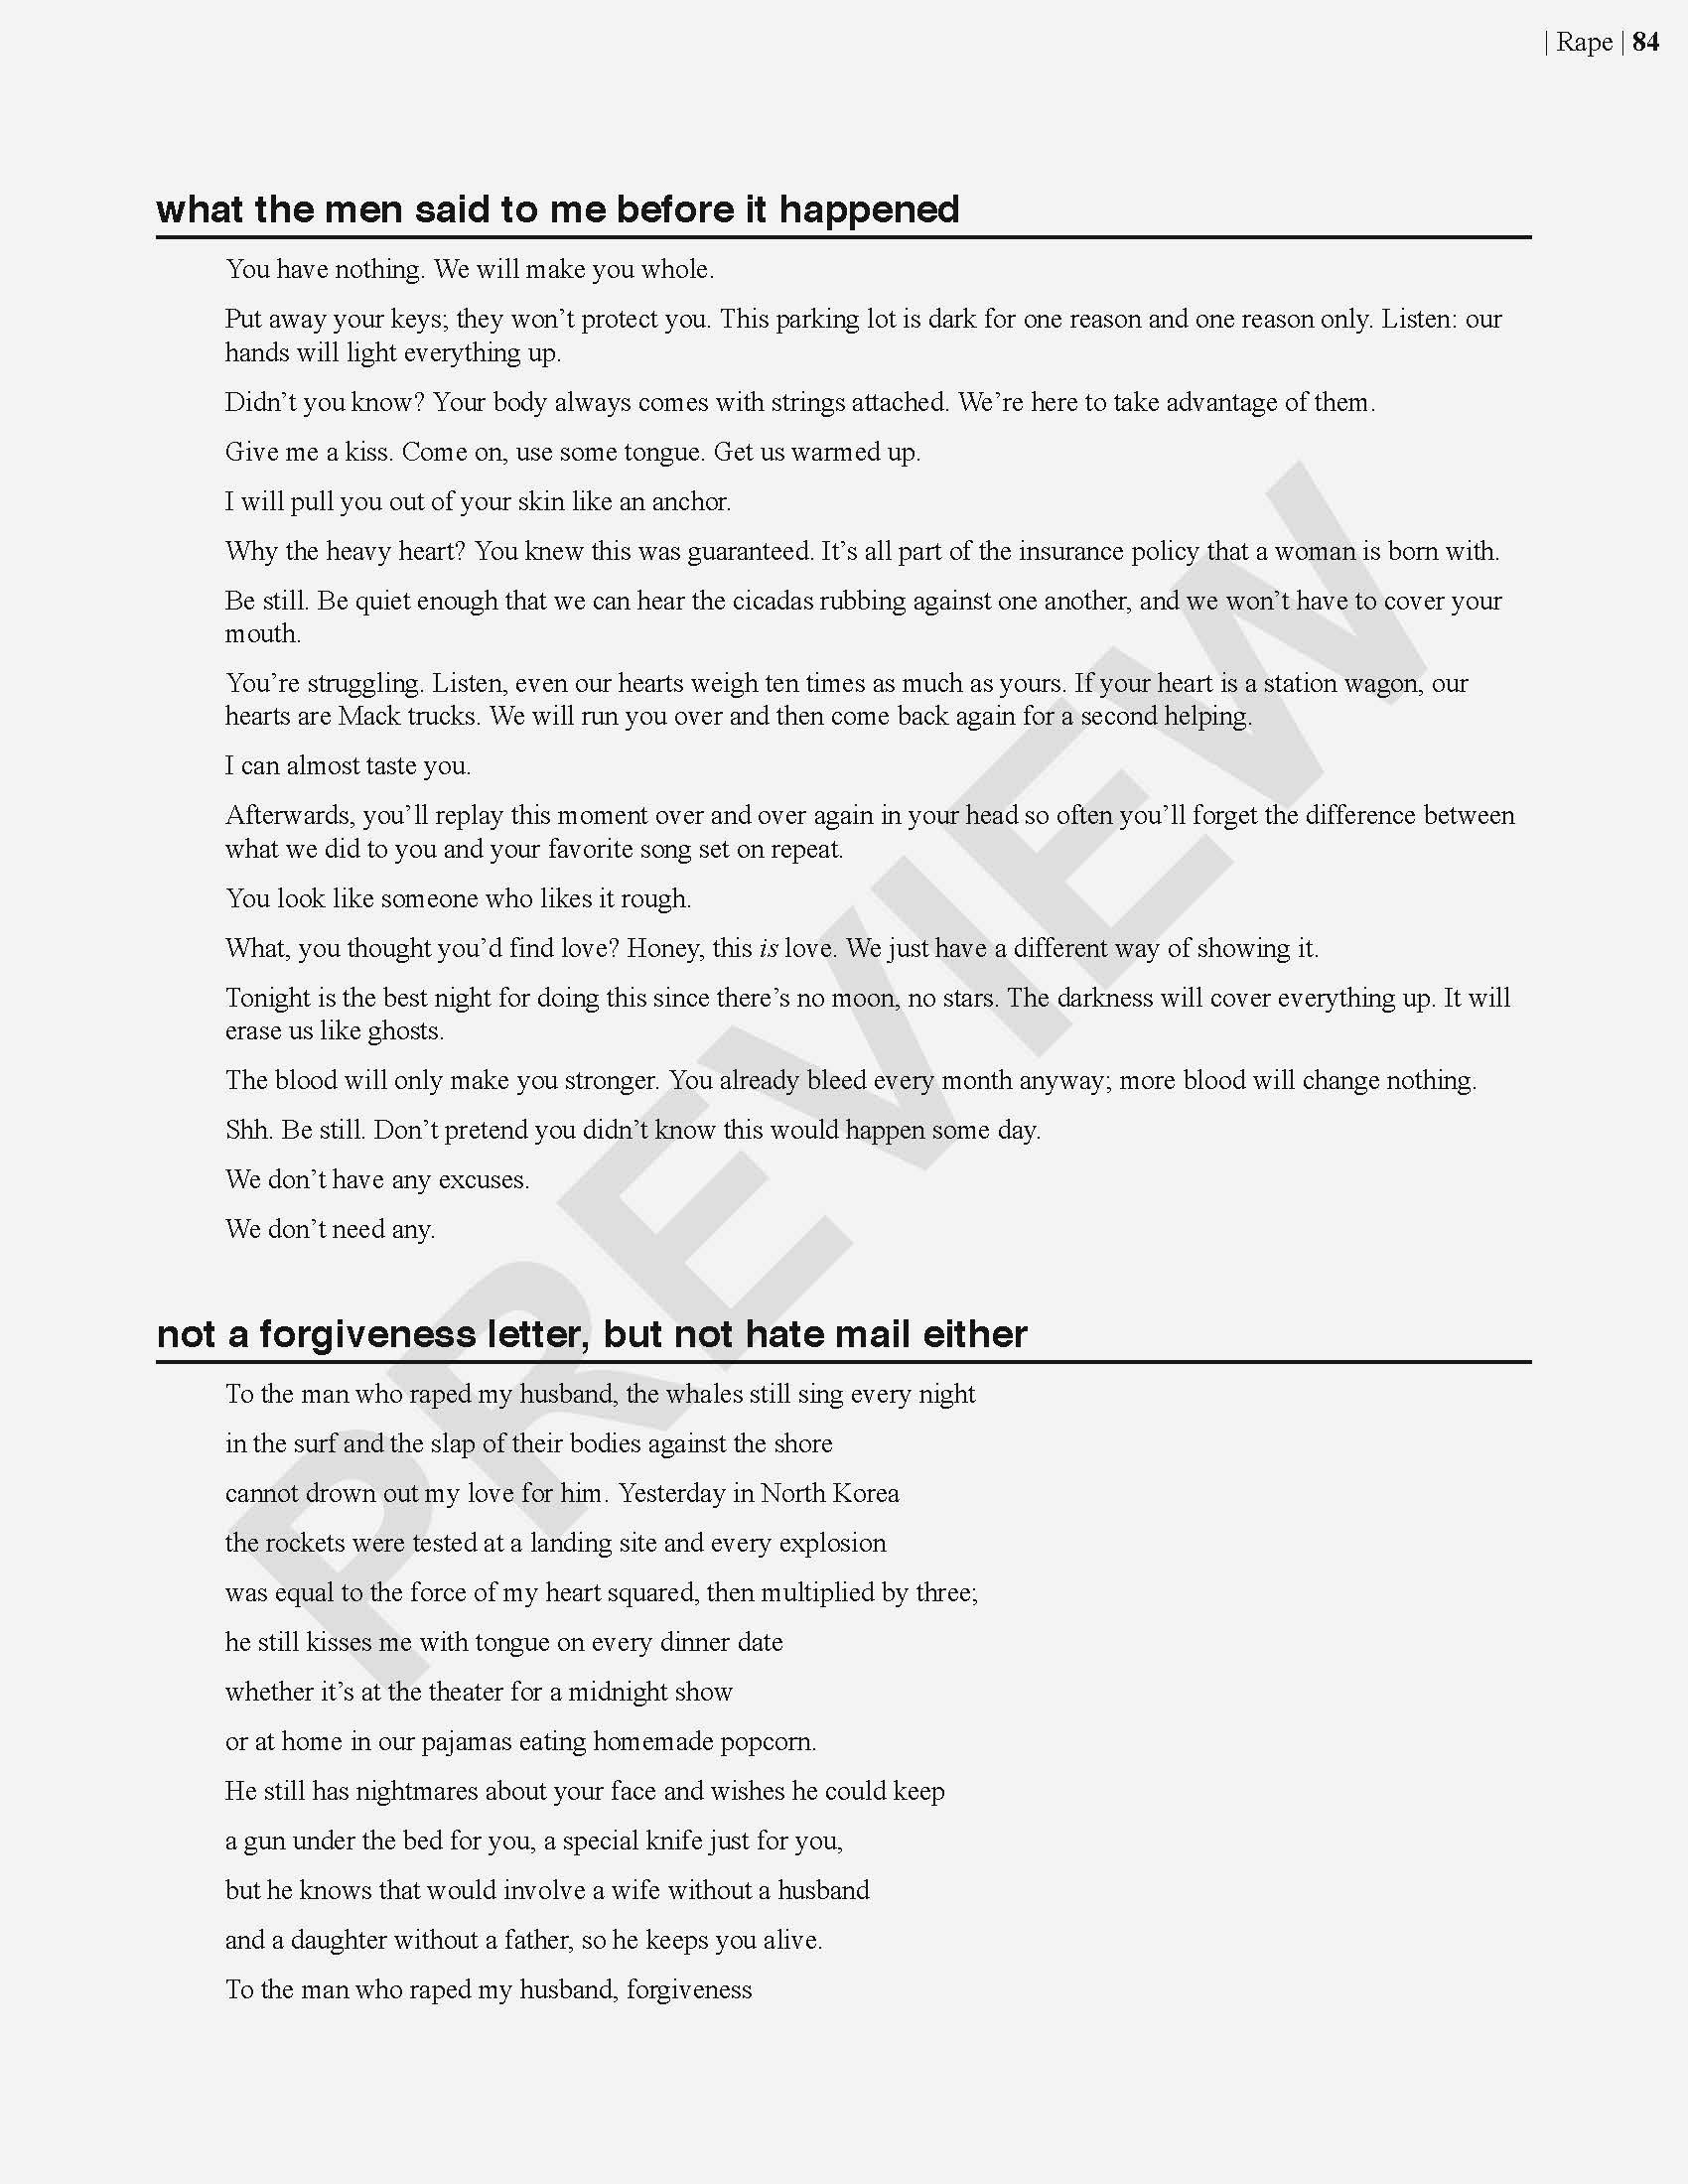 | Rape | 84
what the men said to me before it happened
You have nothing. We will make you whole.
Put away your keys; they won’t protect you. This parking lot is dark for one reason and one reason only. Listen: our
hands will light everything up.
Didn’t you know? Your body always comes with strings attached. We’re here to take advantage of them.
Give me a kiss. Come on, use some tongue. Get us warmed up.
I will pull you out of your skin like an anchor.
Why the heavy heart? You knew this was guaranteed. It’s all part of the insurance policy that a woman is born with.
Be still. Be quiet enough that we can hear the cicadas rubbing against one another, and we won’t have to cover your
mouth.
You’re struggling. Listen, even our hearts weigh ten times as much as yours. If your heart is a station wagon, our
hearts are Mack trucks. We will run you over and then come back again for a second helping.
I can almost taste you.
Afterwards, you’ll replay this moment over and over again in your head so often you’ll forget the difference between
what we did to you and your favorite song set on repeat.
You look like someone who likes it rough.
What, you thought you’d find love? Honey, this is love. We just have a different way of showing it.
Tonight is the best night for doing this since there’s no moon, no stars. The darkness will cover everything up. It will
erase us like ghosts.
The blood will only make you stronger. You already bleed every month anyway; more blood will change nothing.
Shh. Be still. Don’t pretend you didn’t know this would happen some day.
We don’t have any excuses.
We don’t need any.
not a forgiveness letter, but not hate mail either
To the man who raped my husband, the whales still sing every night
in the surf and the slap of their bodies against the shore
cannot drown out my love for him. Yesterday in North Korea
the rockets were tested at a landing site and every explosion
was equal to the force of my heart squared, then multiplied by three;
he still kisses me with tongue on every dinner date
whether it’s at the theater for a midnight show
or at home in our pajamas eating homemade popcorn.
He still has nightmares about your face and wishes he could keep
a gun under the bed for you, a special knife just for you,
but he knows that would involve a wife without a husband
and a daughter without a father, so he keeps you alive.
To the man who raped my husband, forgiveness
PREVIEW